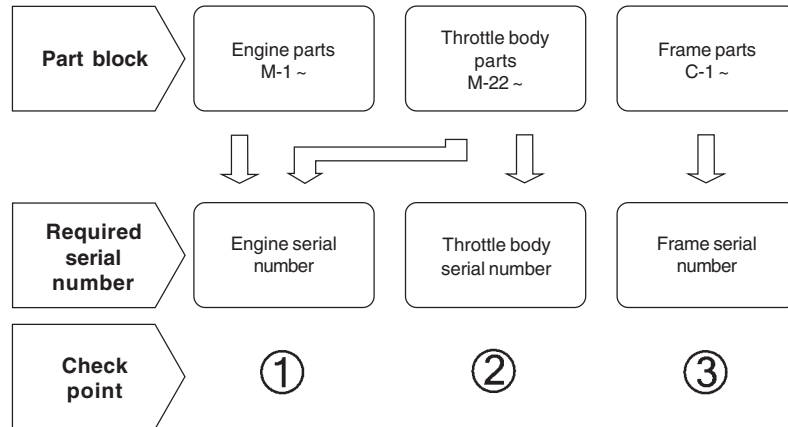 Part block
Engine parts
M-1 ~
Throttle body
parts
M-22 ~
Frame parts
C-1 ~
Required
serial
number
Engine serial
number
Throttle body
serial number
Frame serial
number
Check
point
①
②
③